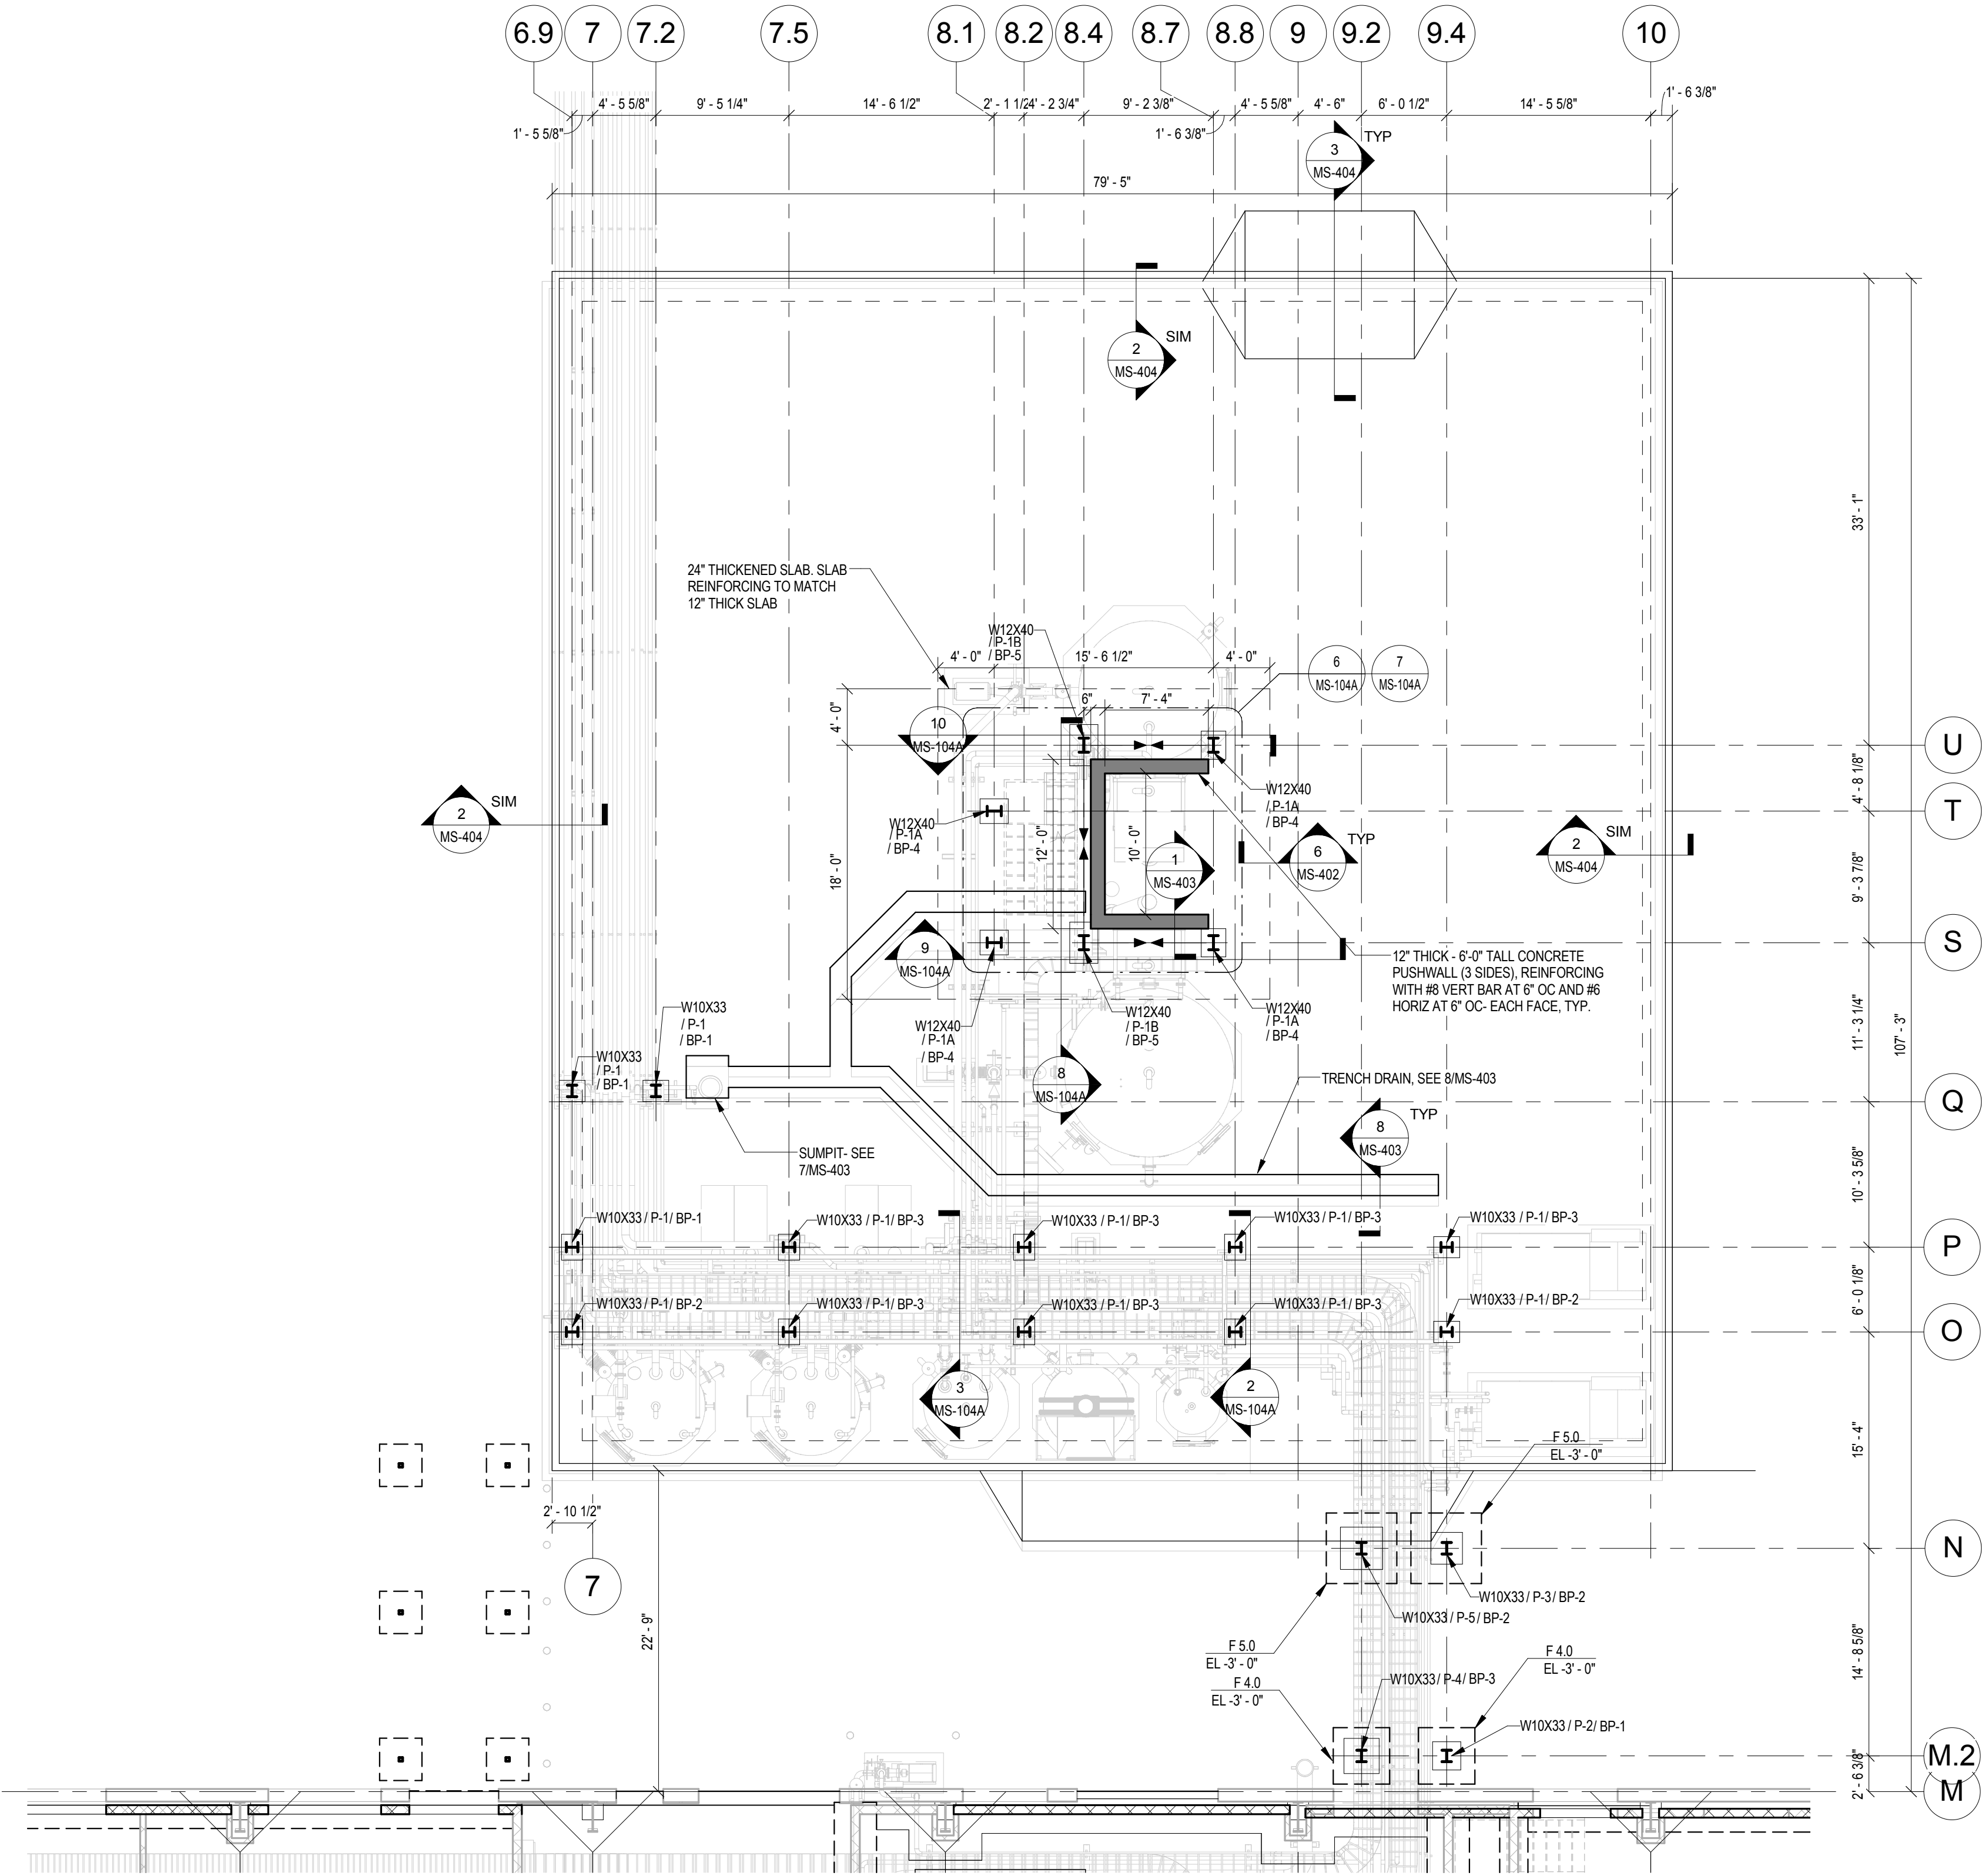 6.9
7
7.2
7.5
8.1
8.2
8.4
8.7
8.8
9
9.2
9.4
10
4' - 5 5/8"
9' - 5 1/4"
14' - 6 1/2"
2' - 1 1/2
4' - 2 3/4"
9' - 2 3/8"
4' - 5 5/8"
4' - 6"
6' - 0 1/2"
14' - 5 5/8"
1' - 6 3/8"
1' - 5 5/8"
1' - 6 3/8"
3
MS-404
TYP
79' - 5"
2
MS-404
SIM
33' - 1"
24" THICKENED SLAB. SLAB
REINFORCING TO MATCH
12" THICK SLAB
W12X40
/ P-1B
/ BP-5
4' - 0"
15' - 6 1/2"
4' - 0"
6
MS-104A
7
MS-104A
6"
7' - 4"
4' - 0"
10
MS-104A
U
4' - 8 1/8"
W12X40
/ P-1A
/ BP-4
T
2
MS-404
SIM
W12X40
/ P-1A
/ BP-4
12' - 0"
10' - 0"
1
MS-403
6
MS-402
TYP
2
MS-404
SIM
18' - 0"
9' - 3 7/8"
9
MS-104A
S
12" THICK - 6'-0" TALL CONCRETE
PUSHWALL (3 SIDES), REINFORCING
WITH #8 VERT BAR AT 6" OC AND #6
HORIZ AT 6" OC- EACH FACE, TYP.
W10X33
/ P-1
/ BP-1
W12X40
/ P-1A
/ BP-4
W12X40
/ P-1B
/ BP-5
W12X40
/ P-1A
/ BP-4
11' - 3 1/4"
107' - 3"
W10X33
/ P-1
/ BP-1
8
MS-104A
TRENCH DRAIN, SEE 8/MS-403
Q
8
MS-403
TYP
SUMPIT- SEE
7/MS-403
10' - 3 5/8"
W10X33 / P-1/ BP-1
W10X33 / P-1/ BP-3
W10X33 / P-1/ BP-3
W10X33 / P-1/ BP-3
W10X33 / P-1/ BP-3
P
6' - 0 1/8"
W10X33 / P-1/ BP-2
W10X33 / P-1/ BP-3
W10X33 / P-1/ BP-3
W10X33 / P-1/ BP-3
W10X33 / P-1/ BP-2
O
3
MS-104A
2
MS-104A
15' - 4"
F 5.0
EL -3' - 0"
2' - 10 1/2"
N
7
W10X33 / P-3/ BP-2
W10X33 / P-5/ BP-2
22' - 9"
14' - 8 5/8"
F 5.0
EL -3' - 0"
F 4.0
EL -3' - 0"
F 4.0
EL -3' - 0"
W10X33/ P-4/ BP-3
W10X33 / P-2/ BP-1
M.2
2' - 6 3/8"
M